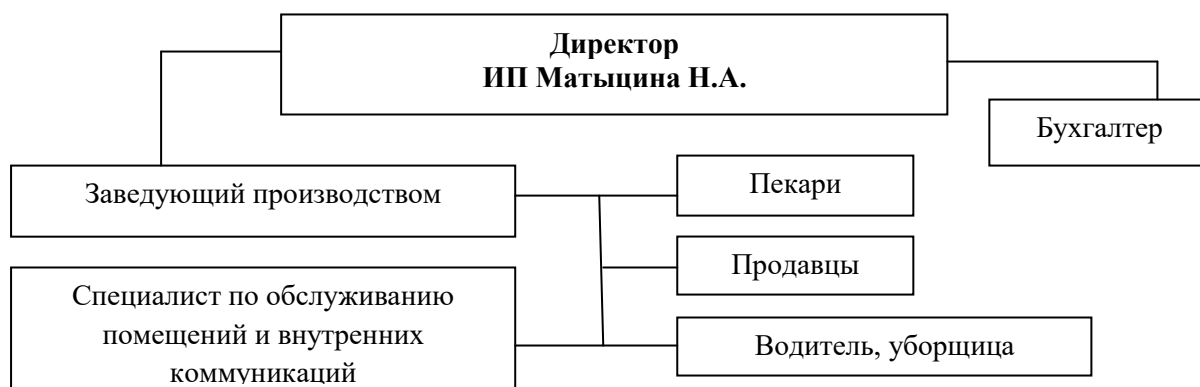 Директор
ИП Матыцина Н.А.
Бухгалтер
Заведующий производством
Пекари
Продавцы
Специалист по обслуживанию
помещений и внутренних
коммуникаций
Водитель, уборщица